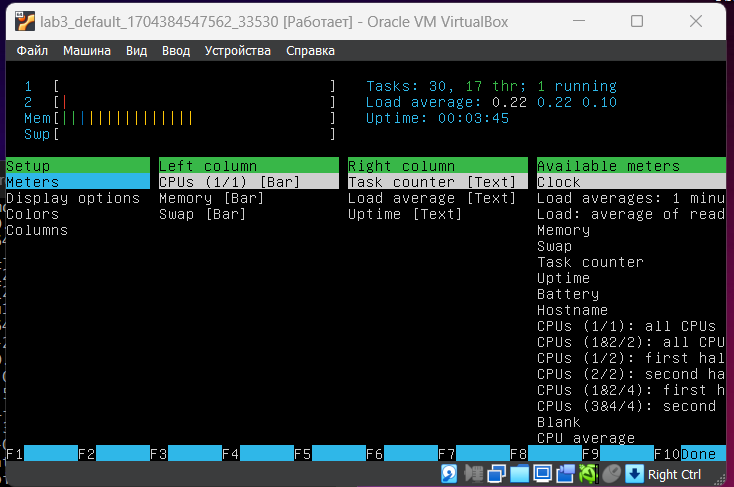 lab3_default_1704384547562_33530 [Работает] - Oracle VM VirtualBox
Файл Машина Вид Ввод Устройства Справка
1 [ ] Tasks: 30, 17 thr; 1 running
2 [| ] Load average: 0.22 0.22 0.10
Mem[|||||||||||||||| ] Uptime: 00:03:45
Swp[ ]
Setup Left column Right column Available meters
Meters CPUs (1/1) [Bar] Task counter [Text] Clock
Display options Memory [Bar] Load average [Text] Load averages: 1 minu
Colors Swap [Bar] Uptime [Text] Load: average of read
Columns Memory
Swap
Task counter
Uptime
Battery
Hostname
CPUs (1/1): all CPUs
CPUs (1&2/2): all CPU
CPUs (1/2): first hal
CPUs (2/2): second ha
CPUs (1&2/4): first h
CPUs (3&4/4): second
Blank
CPU average
F1 F2 F3 F4 F5 F6 F7 F8 F9 F10Done
Right Ctrl